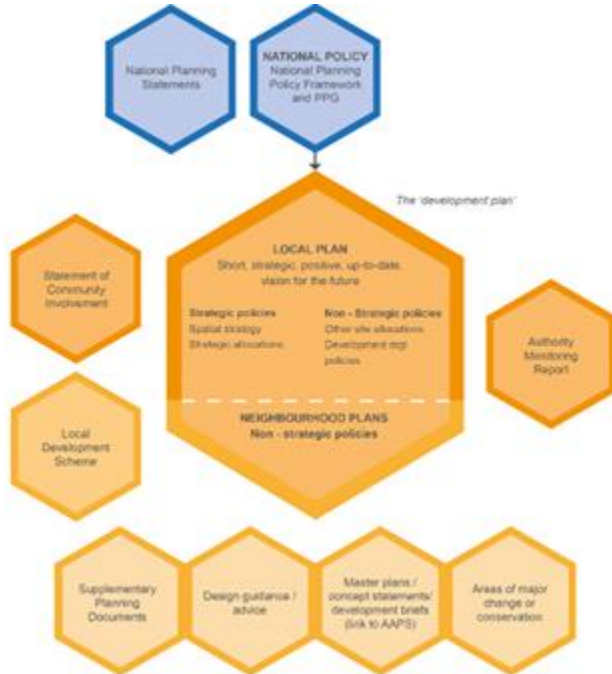 National Planning
Statements
NATIONAL POLICY
National Planning
Policy Framework
and PPG
The 'development plan'
LOCAL PLAN
Short, strategic, positive, up-to-date,
vision for the future
Statement of
Community
Involvement
Strategic policies
Spatial strategy
Strategic allocations
Non - Strategic policies
Other site allocations
Development mgt
policies
Authority
Monitoring
Report
NEIGHBOURHOOD PLANS
Non - strategic policies
Local
Development
Scheme
Supplementary
Planning
Documents
Design guidance /
advice
Master plans /
concept statements/
development briefs
(link to AAPS)
Areas of major
change or
conservation